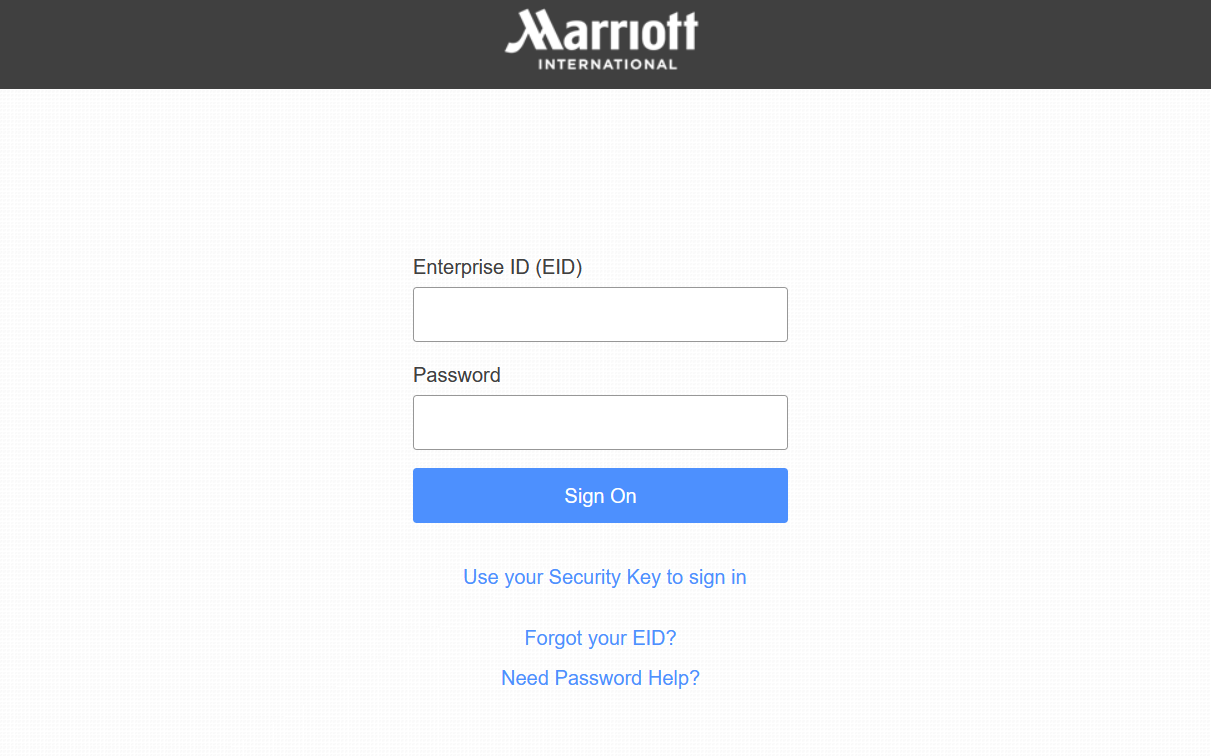 Marriott
INTERNATIONAL
Enterprise ID (EID)
Password
Sign On
Use your Security Key to sign in
Forgot your EID?
Need Password Help?